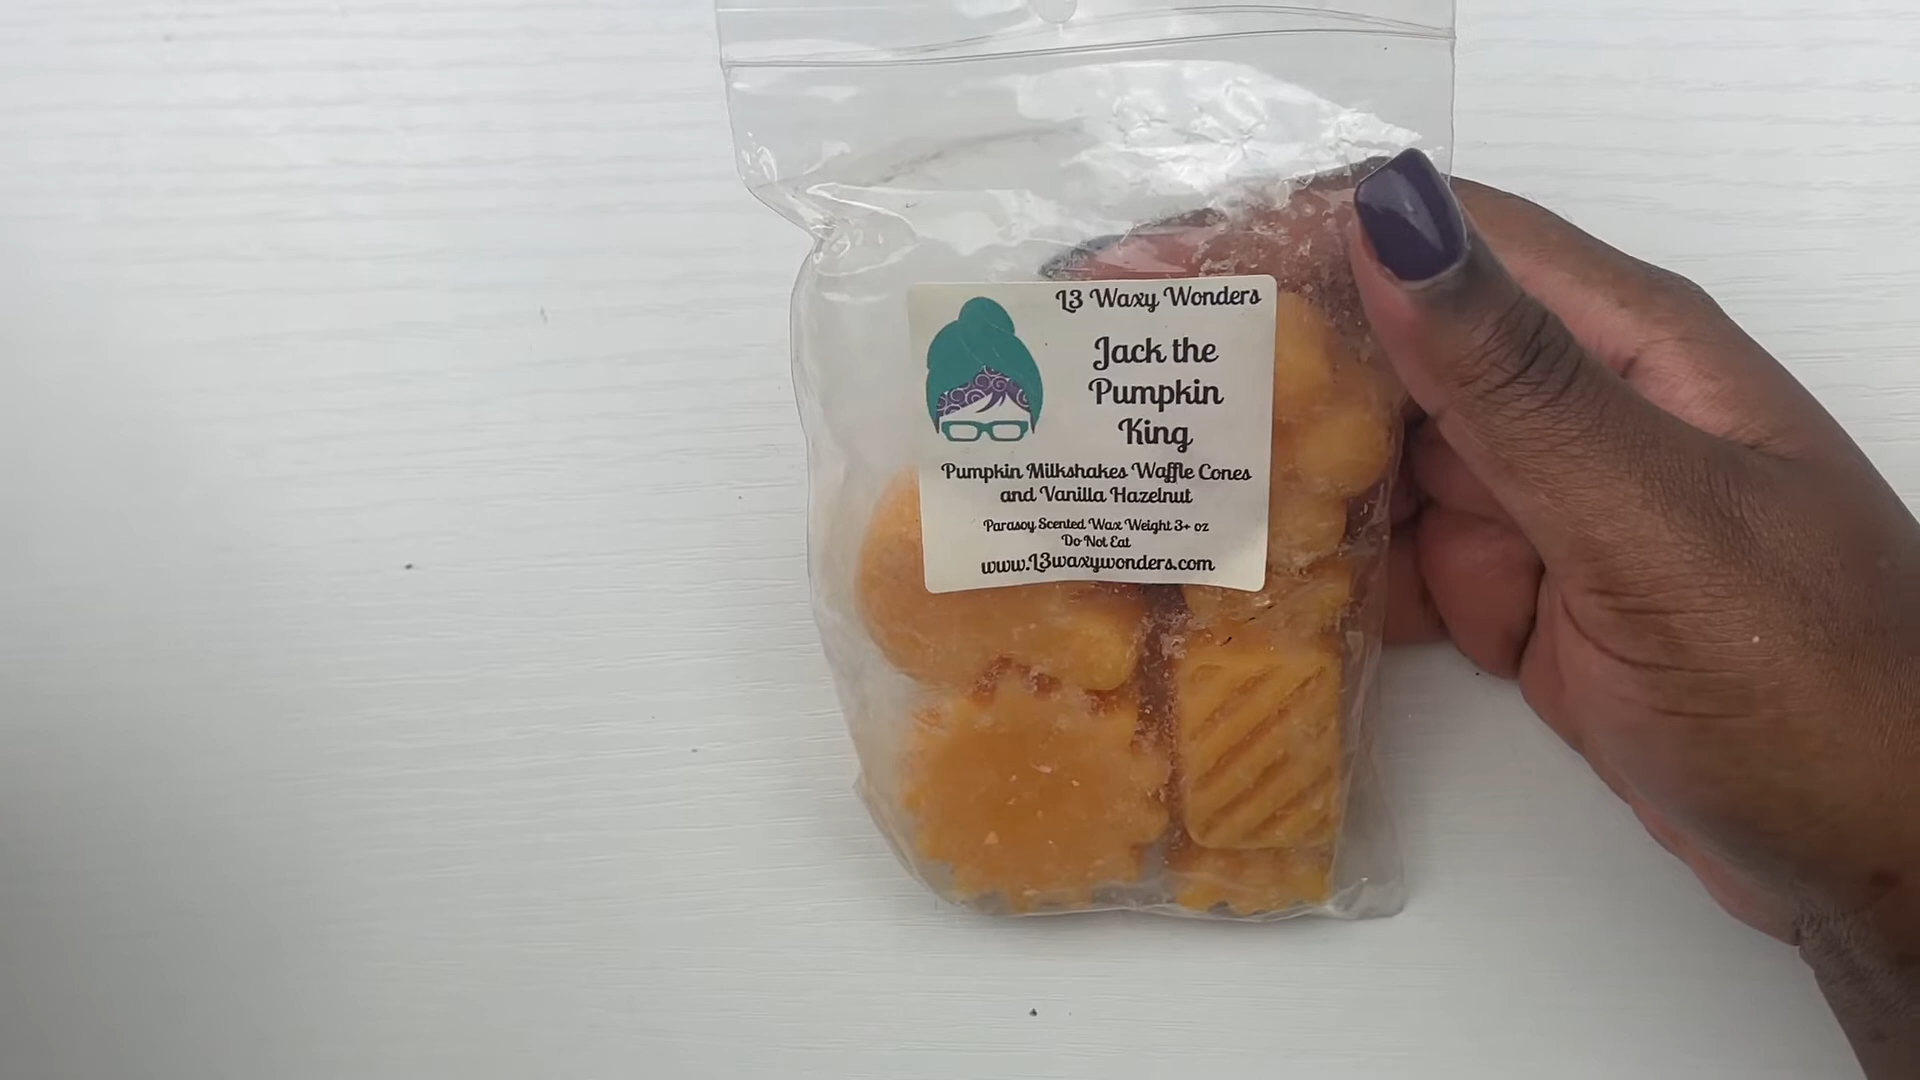 L3 Waxy Wonders
Jack the
Pumpkin
King
Pumpkin Milkshakes Waffle Cones
and Vanilla Hazelnut
Parasoy Scented Wax Weight 3+ oz
Do Not Eat
www.L3waxywonders.com